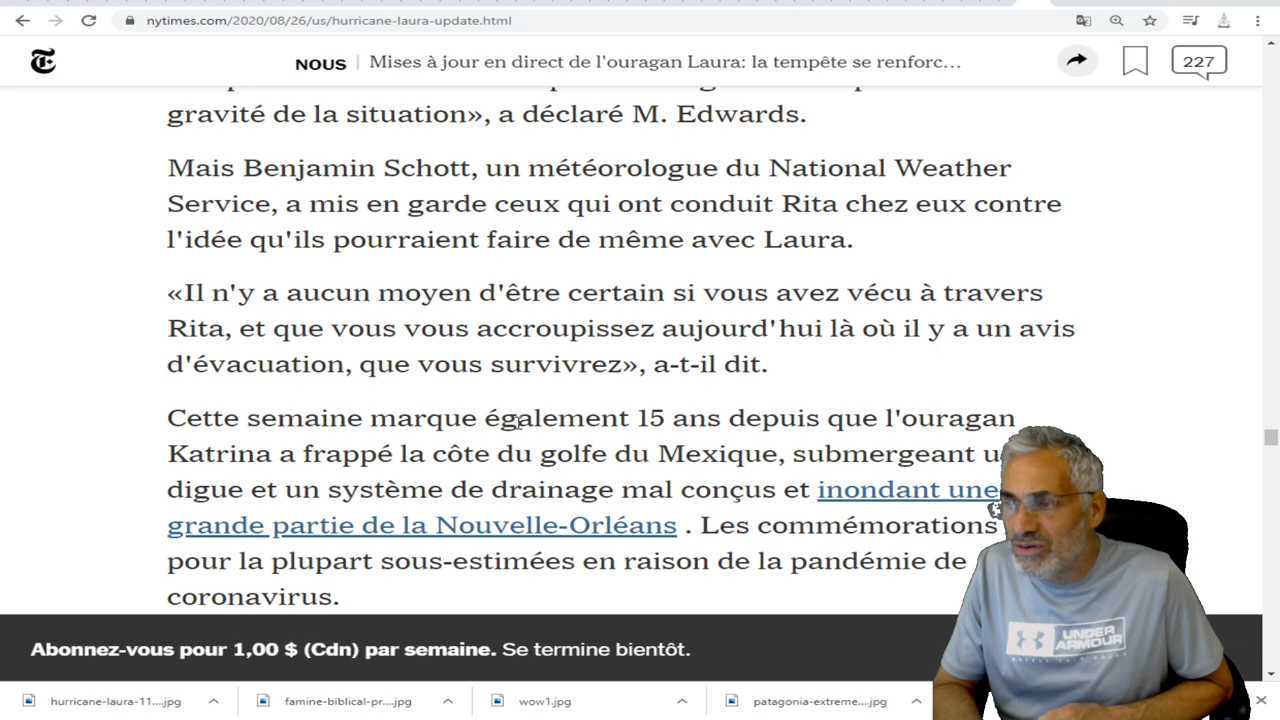 nytimes.com/2020/08/26/us/hurricane-laura-update.html
NOUS | Mises à jour en direct de l'ouragan Laura: la tempête se renforc…
227
gravité de la situation», a déclaré M. Edwards.
Mais Benjamin Schott, un météorologue du National Weather
Service, a mis en garde ceux qui ont conduit Rita chez eux contre
l'idée qu'ils pourraient faire de même avec Laura.
«Il n'y a aucun moyen d'être certain si vous avez vécu à travers
Rita, et que vous vous accroupissez aujourd'hui là où il y a un avis
d'évacuation, que vous survivrez», a-t-il dit.
Cette semaine marque également 15 ans depuis que l'ouragan
Katrina a frappé la côte du golfe du Mexique, submergeant
digue et un système de drainage mal conçus et inondant une
grande partie de la Nouvelle-Orléans . Les commémorations
pour la plupart sous-estimées en raison de la pandémie de
coronavirus.
Abonnez-vous pour 1,00 $ (Cdn) par semaine. Se termine bientôt.
hurricane-laura-11....jpg
famine-biblical-pr....jpg
wow1.jpg
patagonia-extreme....jpg
UNDER
ARMOUR